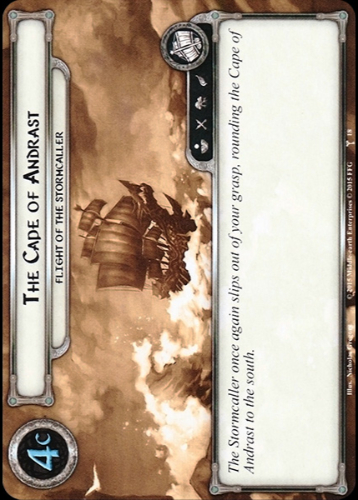 4C
THE CAPE OF ANDRAST
FLIGHT OF THE STORMCALLER
The Stormcaller once again slips out of your grasp, rounding the Cape of
Andrast to the south.
Illus. Nicholas Gregory © 2015 Middle-earth Enterprises © 2015 FFG 18